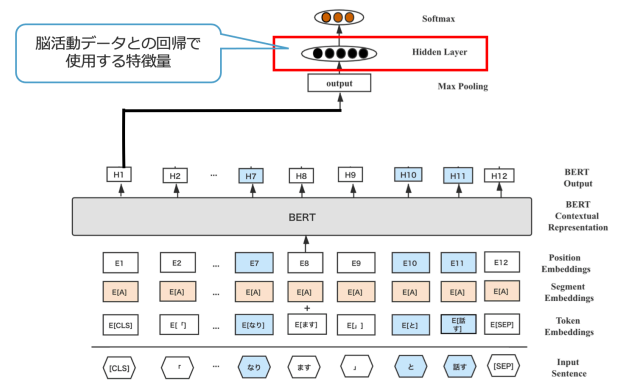 Softmax
脳活動データとの回帰で
使用する特徴量
Hidden Layer
output
Max Pooling
H1 H2 ... H7 H8 H9 H10 H11 H12
BERT
Output
BERT
BERT
Contextual
Representation
E1 E2 ... E7 E8 E9 E10 E11 E12
Position
Embeddings
E[A] E[A] ... E[A] E[A] E[A] E[A] E[A] E[A]
Segment
Embeddings
+
E[CLS] E[「] ... E[なり] E[ます] E[」] E[と] E[話
す] E[SEP]
Token
Embeddings
[CLS] 「 ... なり ます 」 と 話す [SEP]
Input
Sentence